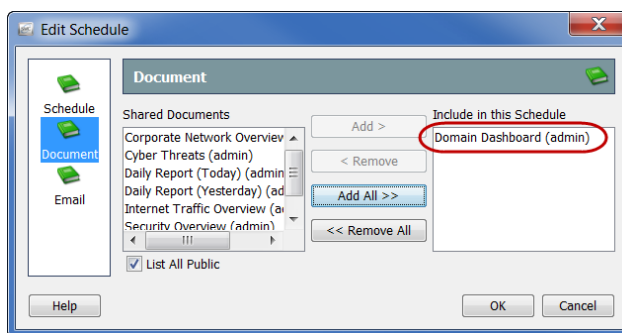 Edit Schedule
Schedule
Document
Email
Document
Shared Documents
Corporate Network Overview
Cyber Threats (admin)
Daily Report (Today) (admin
Daily Report (Yesterday) (ad
Internet Traffic Overview (a
Security Overview (admin)
List All Public
Add >
< Remove
Add All >>
<< Remove All
Include in this Schedule
Domain Dashboard (admin)
Help
OK
Cancel